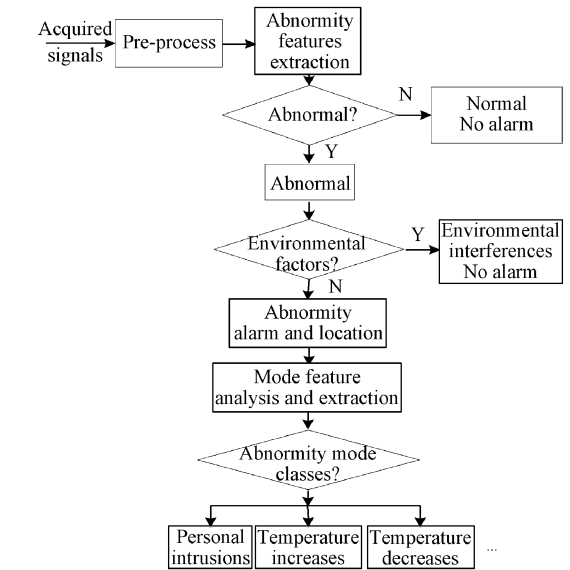 Acquired
signals
Pre-process
Abnormity
features
extraction
Abnormal?
N
Normal
No alarm
Y
Abnormal
Environmental
factors?
Y
Environmental
interferences
No alarm
N
Abnormity
alarm and location
Mode feature
analysis and extraction
Abnormity mode
classes?
Personal
intrusions
Temperature
increases
Temperature
decreases
...